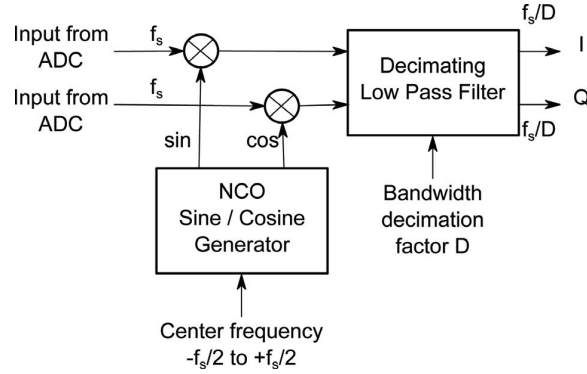 f_s/D
Input from
ADC
f_s
I
Decimating
Low Pass Filter
Input from
ADC
f_s
Q
f_s/D
sin
cos
NCO
Sine / Cosine
Generator
Bandwidth
decimation
factor D
Center frequency
-f_s/2 to +f_s/2